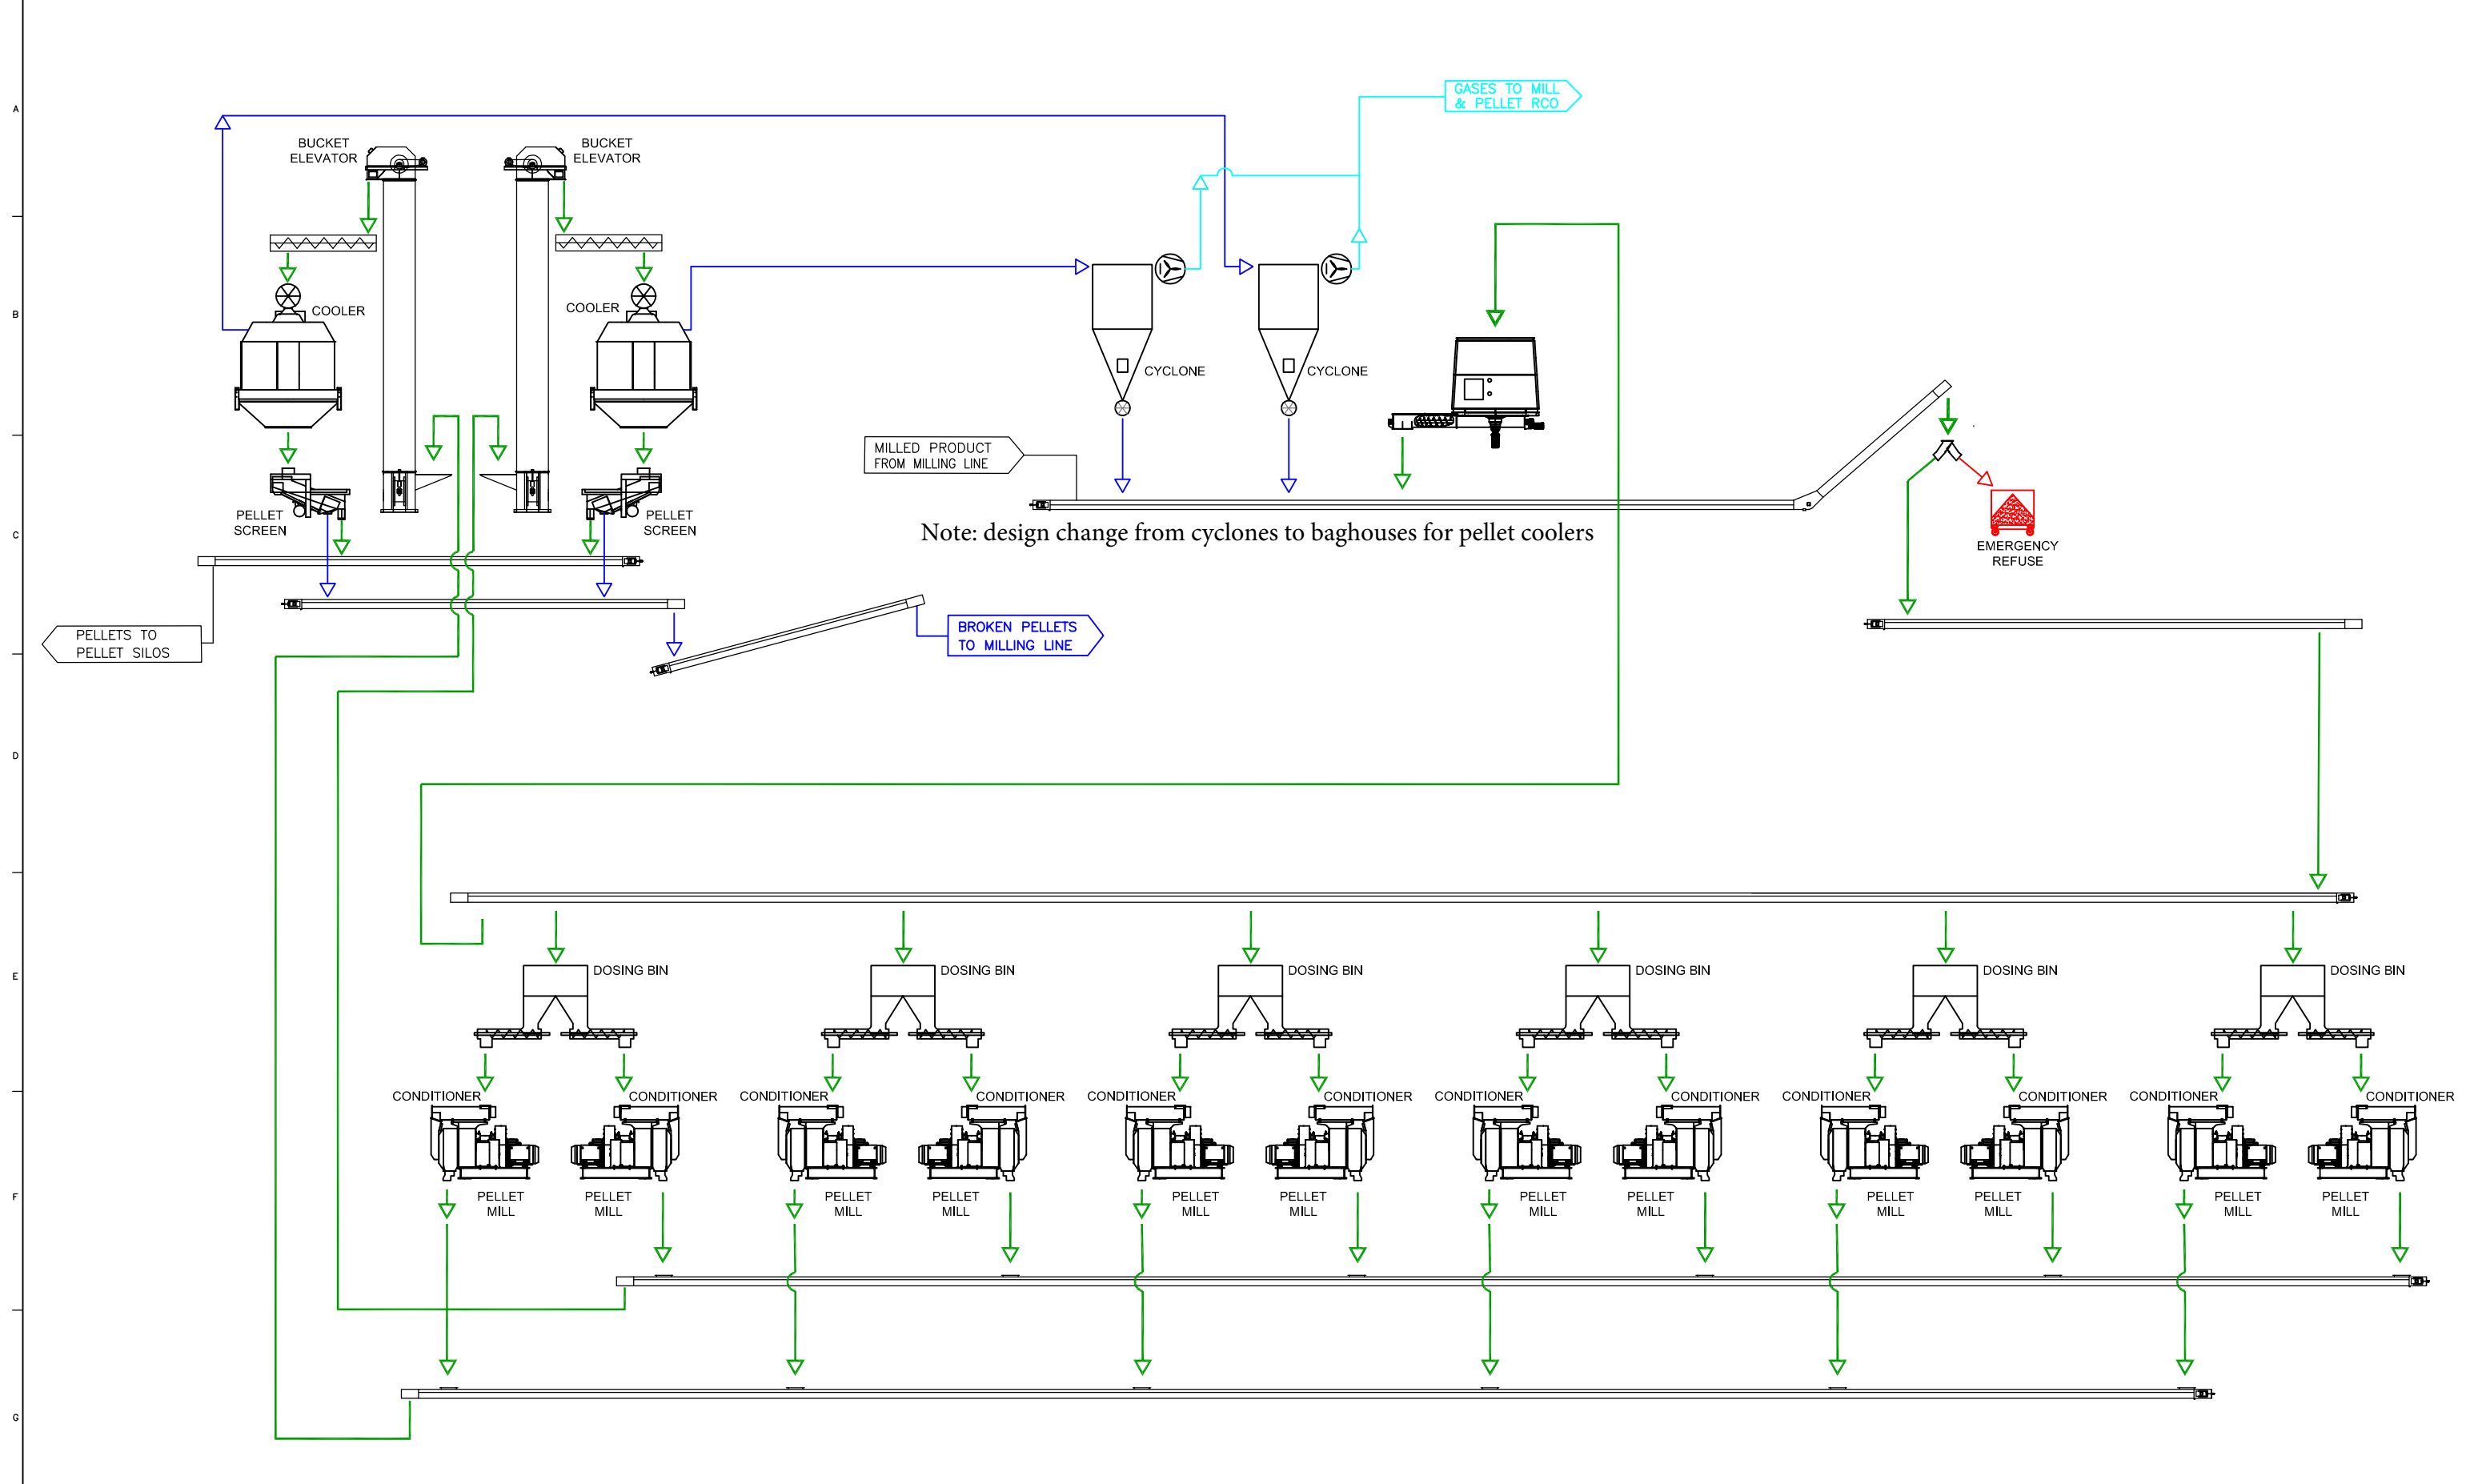 A
GASES TO MILL
& PELLET RCO
BUCKET
ELEVATOR
BUCKET
ELEVATOR
B
COOLER
COOLER
CYCLONE
CYCLONE
MILLED PRODUCT
FROM MILLING LINE
PELLET
SCREEN
PELLET
SCREEN
C
Note: design change from cyclones to baghouses for pellet coolers
EMERGENCY
REFUSE
PELLETS TO
PELLET SILOS
BROKEN PELLETS
TO MILLING LINE
D
E
DOSING BIN
DOSING BIN
DOSING BIN
DOSING BIN
DOSING BIN
DOSING BIN
CONDITIONER
CONDITIONER
CONDITIONER
CONDITIONER
CONDITIONER
CONDITIONER
CONDITIONER
CONDITIONER
CONDITIONER
CONDITIONER
CONDITIONER
CONDITIONER
F
PELLET
MILL
PELLET
MILL
PELLET
MILL
PELLET
MILL
PELLET
MILL
PELLET
MILL
PELLET
MILL
PELLET
MILL
PELLET
MILL
PELLET
MILL
PELLET
MILL
PELLET
MILL
G